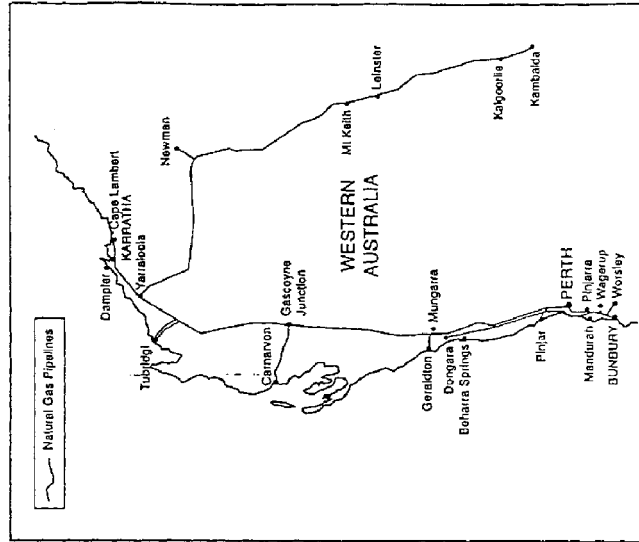 Natural Gas Pipelines
Cape Lambert
KARRATHA
Dampier
Yarraloola
Tubridgi
Newman
Carnarvon
Gascoyne
Junction
Mt Keith
Leinster
WESTERN
AUSTRALIA
Kalgoorlie
Kambalda
Mungarra
Geraldton
Dongara
Beharra Springs
Pinjar
PERTH
Pinjarra
Mandurah
Wagerup
BUNBURY
Worsley